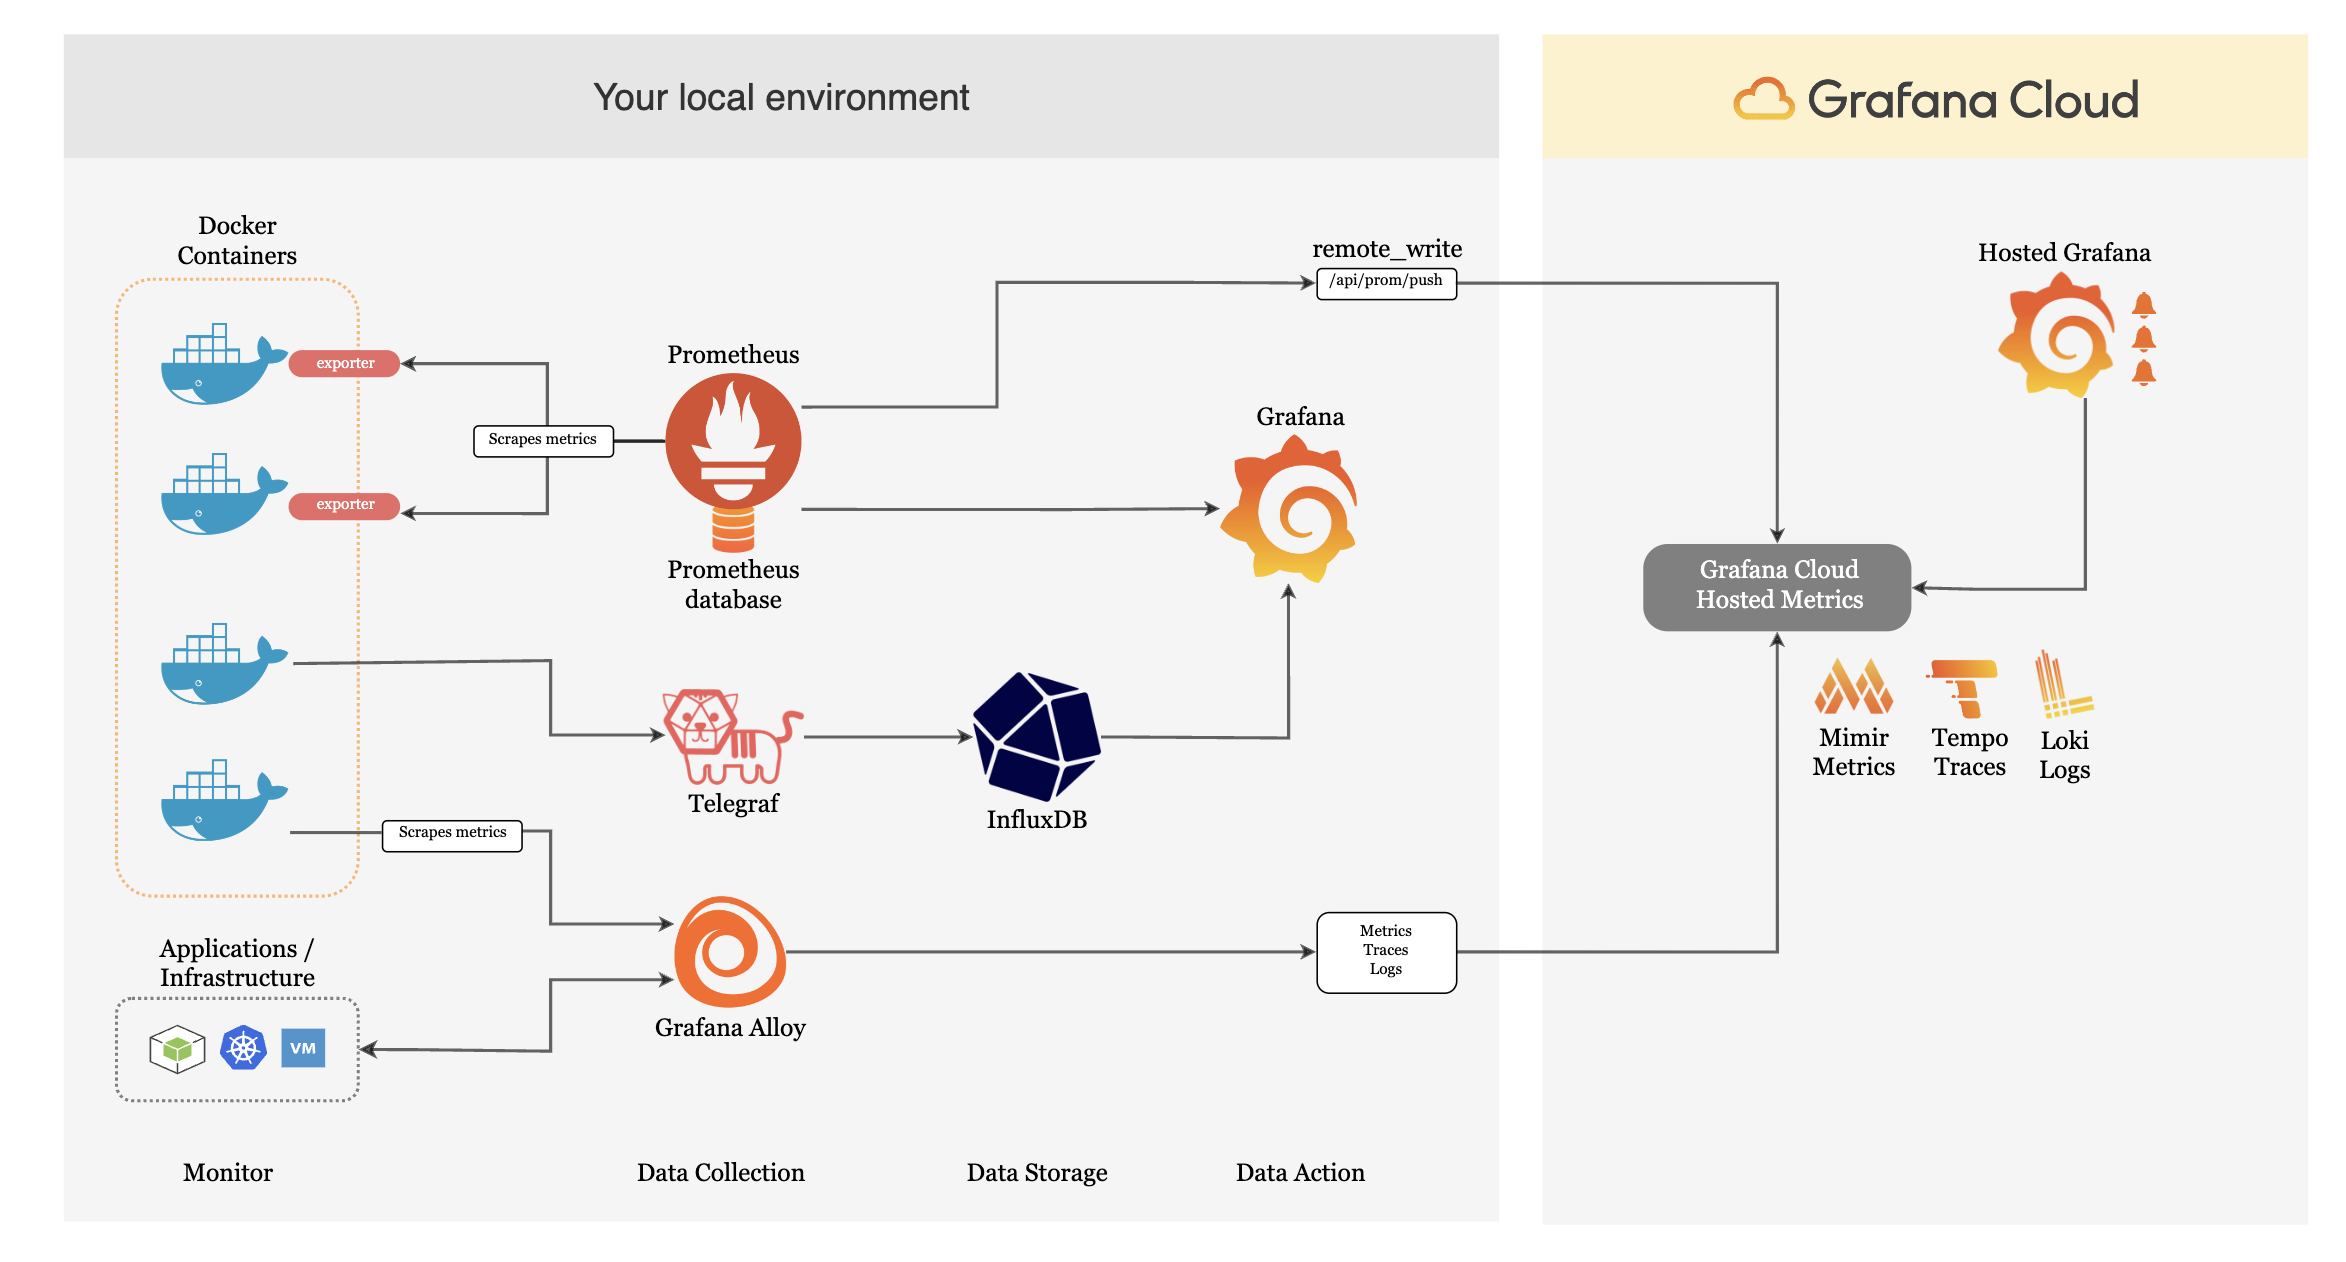 Your local environment
Grafana Cloud
Docker
Containers
remote_write
/api/prom/push
Hosted Grafana
exporter
Prometheus
Scrapes metrics
Grafana
exporter
Prometheus
database
Grafana Cloud
Hosted Metrics
Telegraf
InfluxDB
Mimir
Metrics
Tempo
Traces
Loki
Logs
Scrapes metrics
Applications /
Infrastructure
VM
Grafana Alloy
Metrics
Traces
Logs
Monitor
Data Collection
Data Storage
Data Action